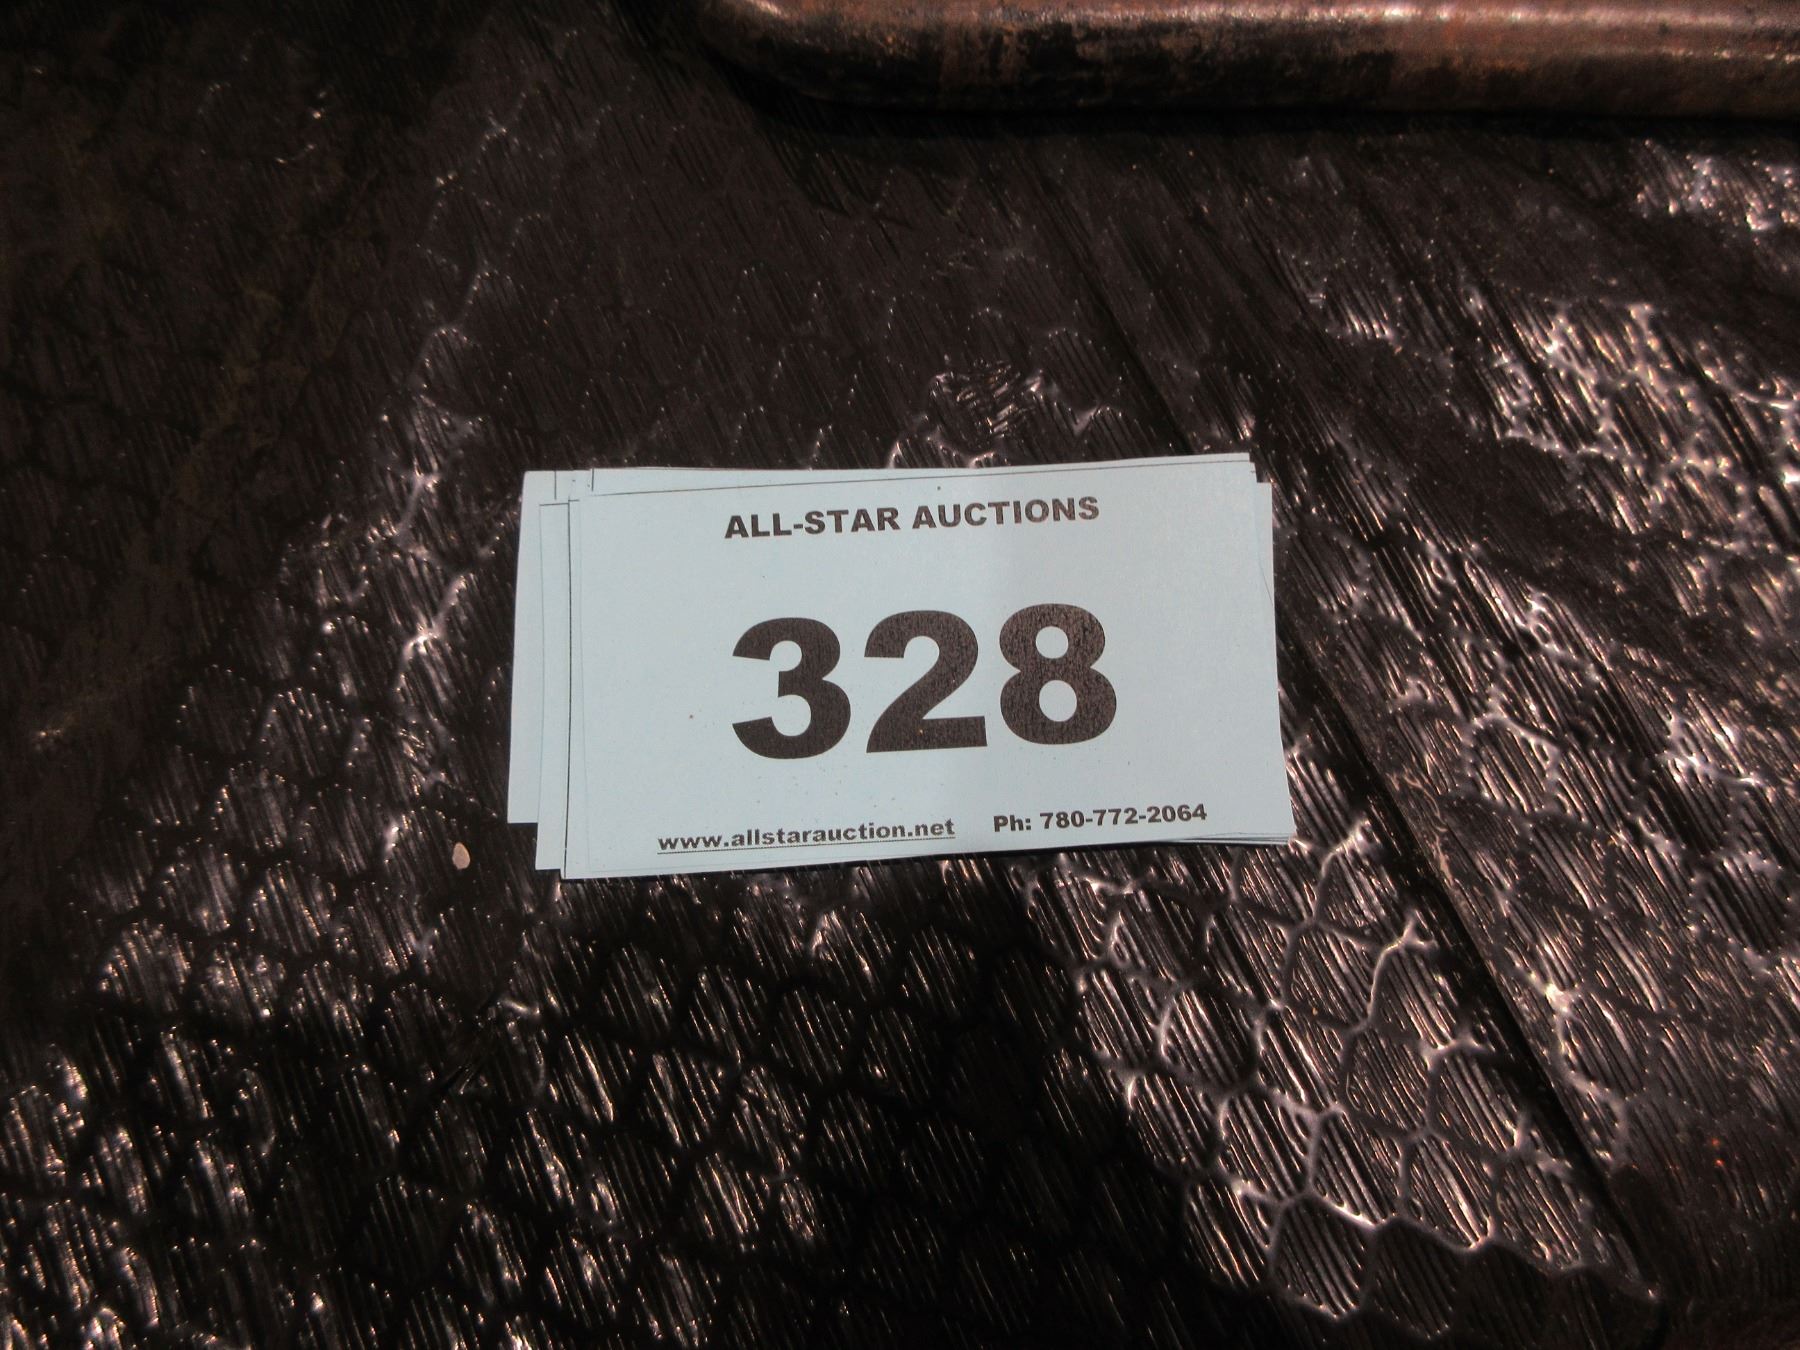 ALL-STAR AUCTIONS
328
www.allstarauction.net Ph: 780-772-2064